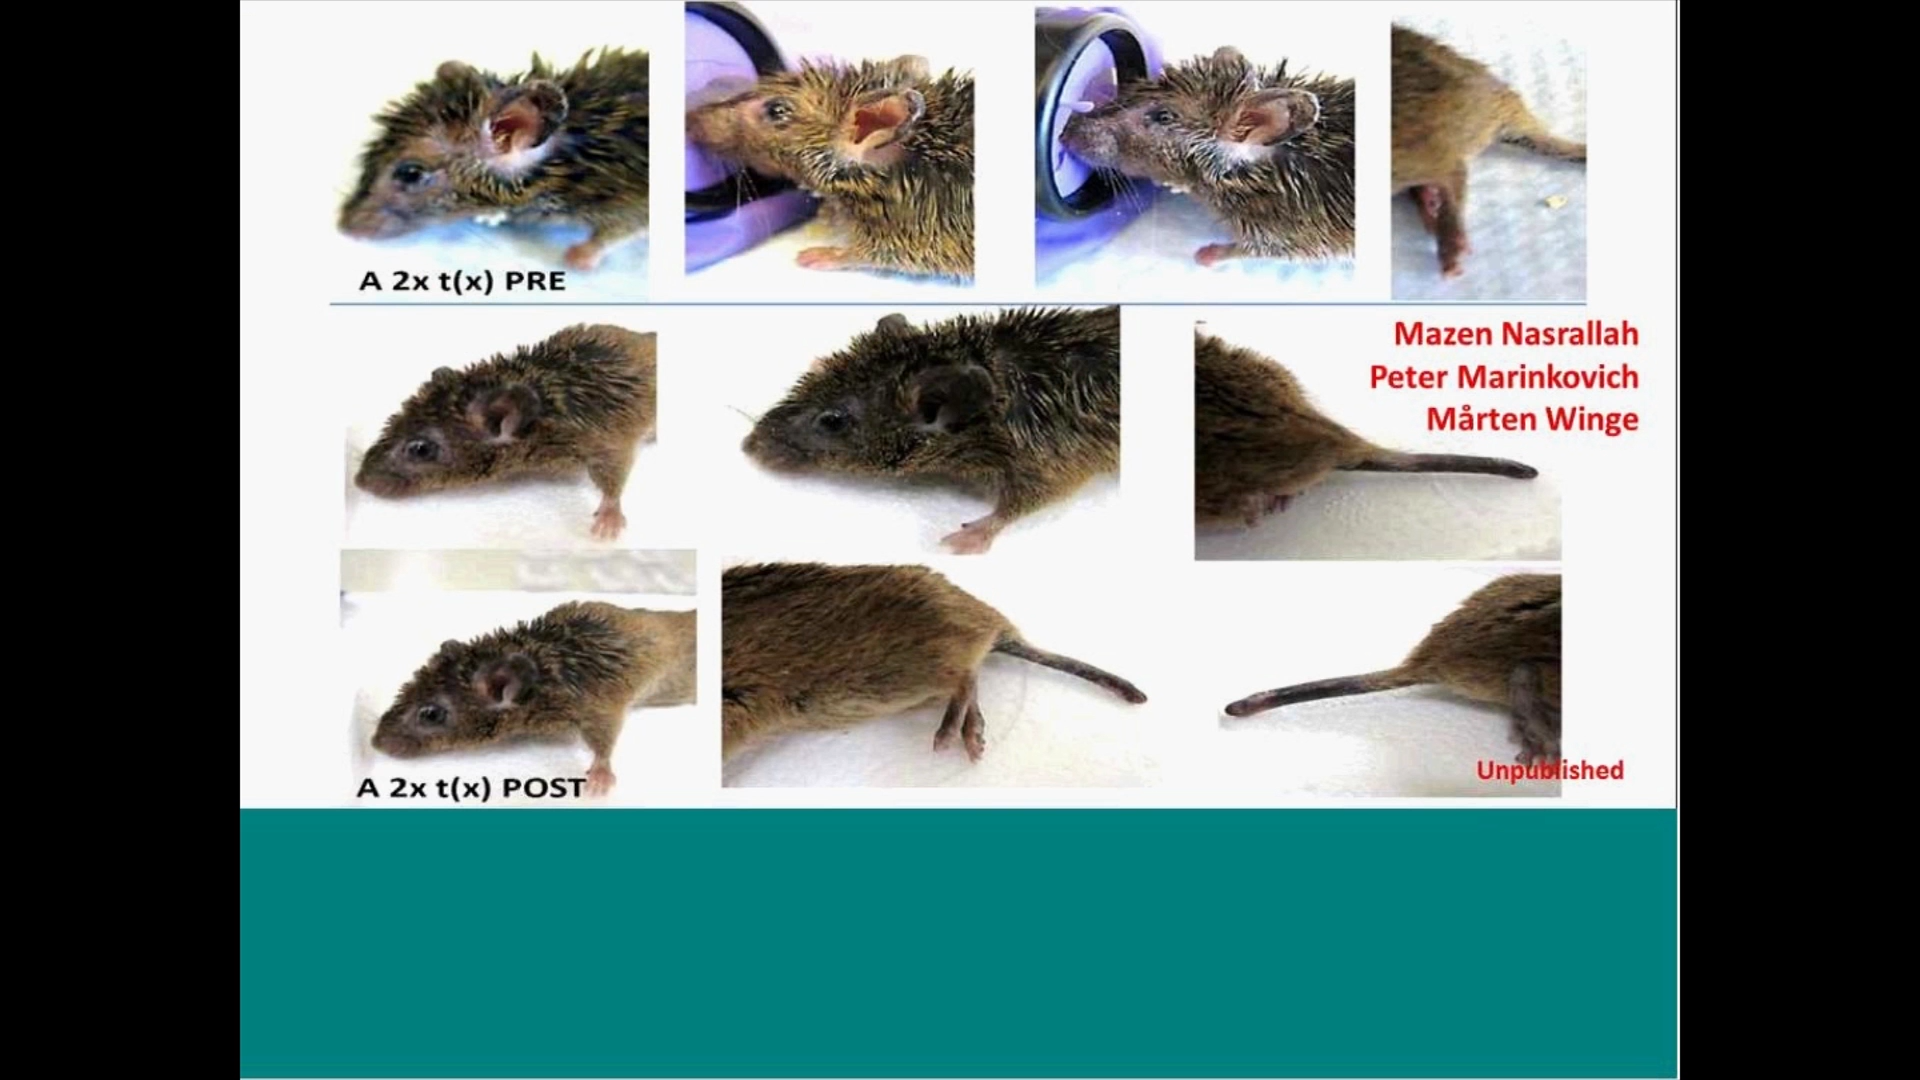 A 2x t(x) PRE
Mazen Nasrallah
Peter Marinkovich
Mårten Winge
A 2x t(x) POST
Unpublished